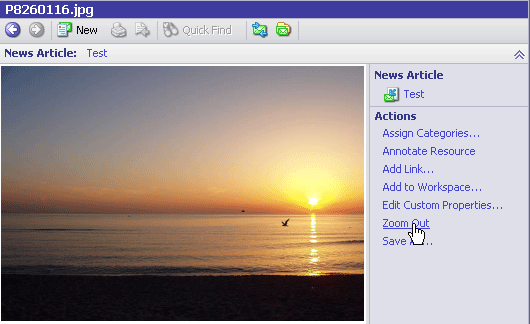 P8260116.jpg
New Quick Find
News Article: Test
News Article
Test
Actions
Assign Categories...
Annotate Resource
Add Link...
Add to Workspace...
Edit Custom Properties...
Zoom Out
Save